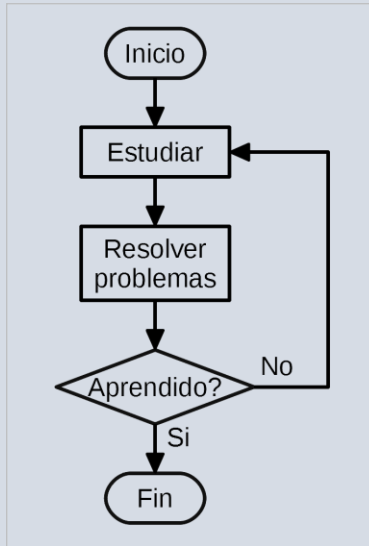 Inicio
Estudiar
Resolver
problemas
Aprendido?
No
Si
Fin